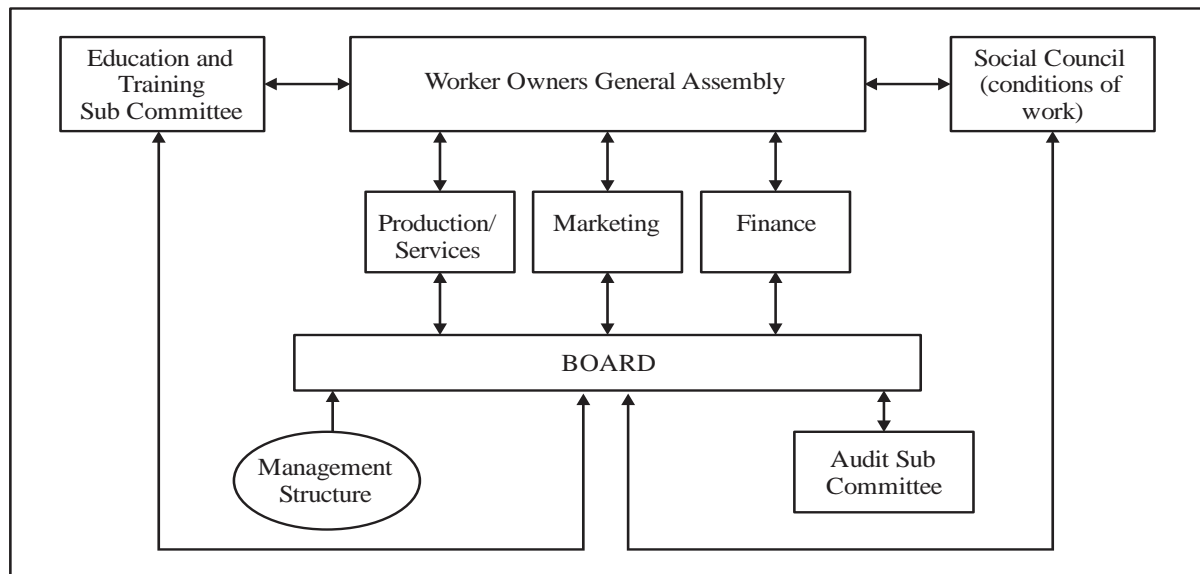 Education and
Training
Sub Committee
Worker Owners General Assembly
Social Council
(conditions of
work)
Production/
Services
Marketing
Finance
BOARD
Management
Structure
Audit Sub
Committee